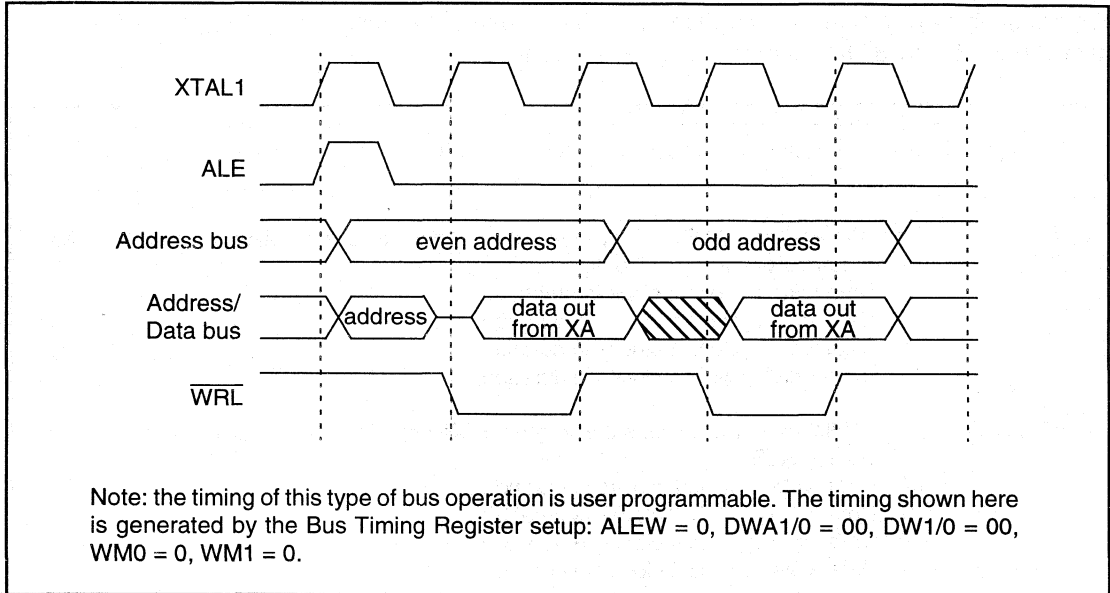 XTAL1
ALE
Address bus
even address
odd address
Address/
Data bus
address
data out
from XA
data out
from XA
WRL
Note: the timing of this type of bus operation is user programmable. The timing shown here
is generated by the Bus Timing Register setup: ALEW = 0, DWA1/0 = 00, DW1/0 = 00,
WM0 = 0, WM1 = 0.